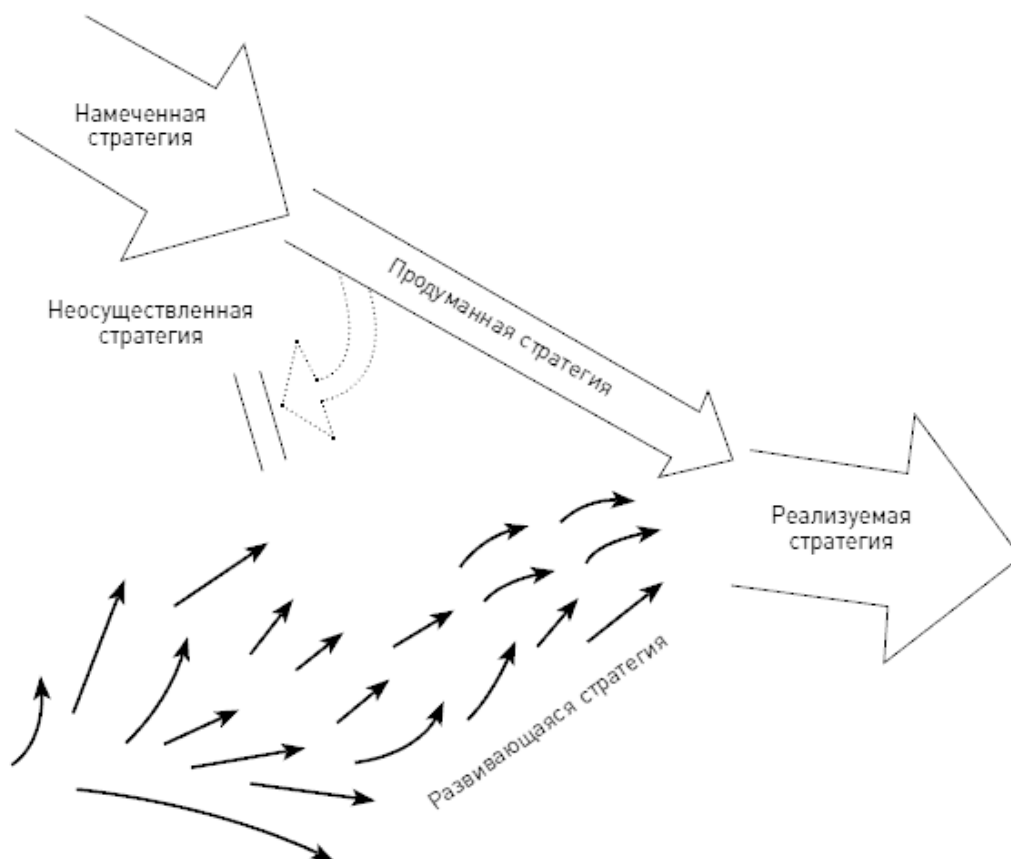 Намеченная
стратегия
Продуманная стратегия
Неосуществленная
стратегия
Реализуемая
стратегия
Развивающаяся стратегия